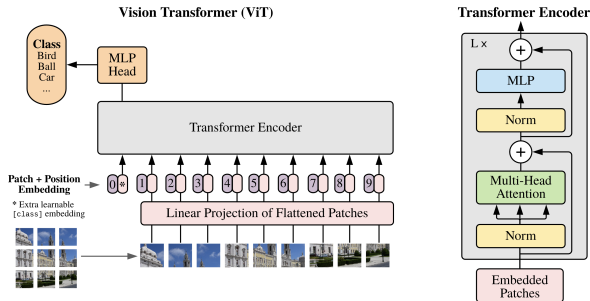 Vision Transformer (ViT)
Class
Bird
Ball
Car
...
MLP
Head
Transformer Encoder
Patch + Position
Embedding
0 * 1 2 3 4 5 6 7 8 9
* Extra learnable
[class] embedding
Linear Projection of Flattened Patches
Transformer Encoder
L ×
+
MLP
Norm
+
Multi-Head
Attention
Norm
Embedded
Patches